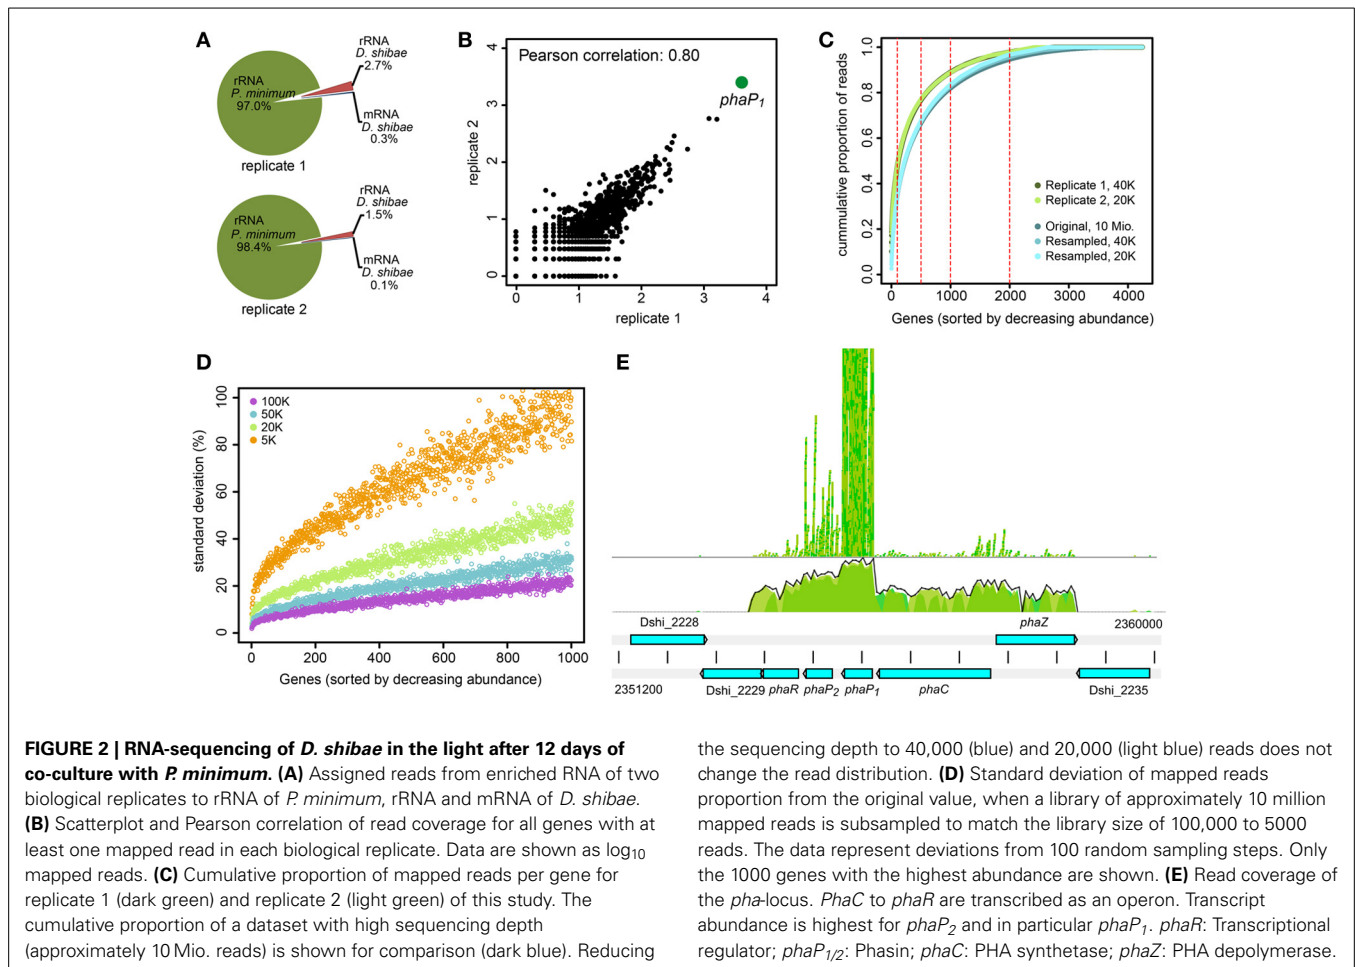 A
rRNA
D. shibae
2.7%
rRNA
P. minimum
97.0%
mRNA
D. shibae
0.3%
replicate 1
rRNA
D. shibae
1.5%
rRNA
P. minimum
98.4%
mRNA
D. shibae
0.1%
replicate 2
B
Pearson correlation: 0.80
phaP1
replicate 2
4
3
2
1
0
0 1 2 3 4
replicate 1
C
cummulative proportion of reads
1.0
0.8
0.6
0.4
0.2
0.0
Replicate 1, 40K
Replicate 2, 20K
Original, 10 Mio.
Resampled, 40K
Resampled, 20K
0 1000 2000 3000 4000
Genes (sorted by decreasing abundance)
D
standard deviation (%)
100
80
60
40
20
0
100K
50K
20K
5K
0 200 400 600 800 1000
Genes (sorted by decreasing abundance)
E
Dshi_2228 phaZ 2360000
2351200 Dshi_2229 phaR phaP2 phaP1 phaC Dshi_2235
FIGURE 2 | RNA-sequencing of D. shibae in the light after 12 days of
co-culture with P. minimum. (A) Assigned reads from enriched RNA of two
biological replicates to rRNA of P. minimum, rRNA and mRNA of D. shibae.
(B) Scatterplot and Pearson correlation of read coverage for all genes with at
least one mapped read in each biological replicate. Data are shown as log10
mapped reads. (C) Cumulative proportion of mapped reads per gene for
replicate 1 (dark green) and replicate 2 (light green) of this study. The
cumulative proportion of a dataset with high sequencing depth
(approximately 10 Mio. reads) is shown for comparison (dark blue). Reducing
the sequencing depth to 40,000 (blue) and 20,000 (light blue) reads does not
change the read distribution. (D) Standard deviation of mapped reads
proportion from the original value, when a library of approximately 10 million
mapped reads is subsampled to match the library size of 100,000 to 5000
reads. The data represent deviations from 100 random sampling steps. Only
the 1000 genes with the highest abundance are shown. (E) Read coverage of
the pha-locus. PhaC to phaR are transcribed as an operon. Transcript
abundance is highest for phaP2 and in particular phaP1. phaR: Transcriptional
regulator; phaP1/2: Phasin; phaC: PHA synthetase; phaZ: PHA depolymerase.